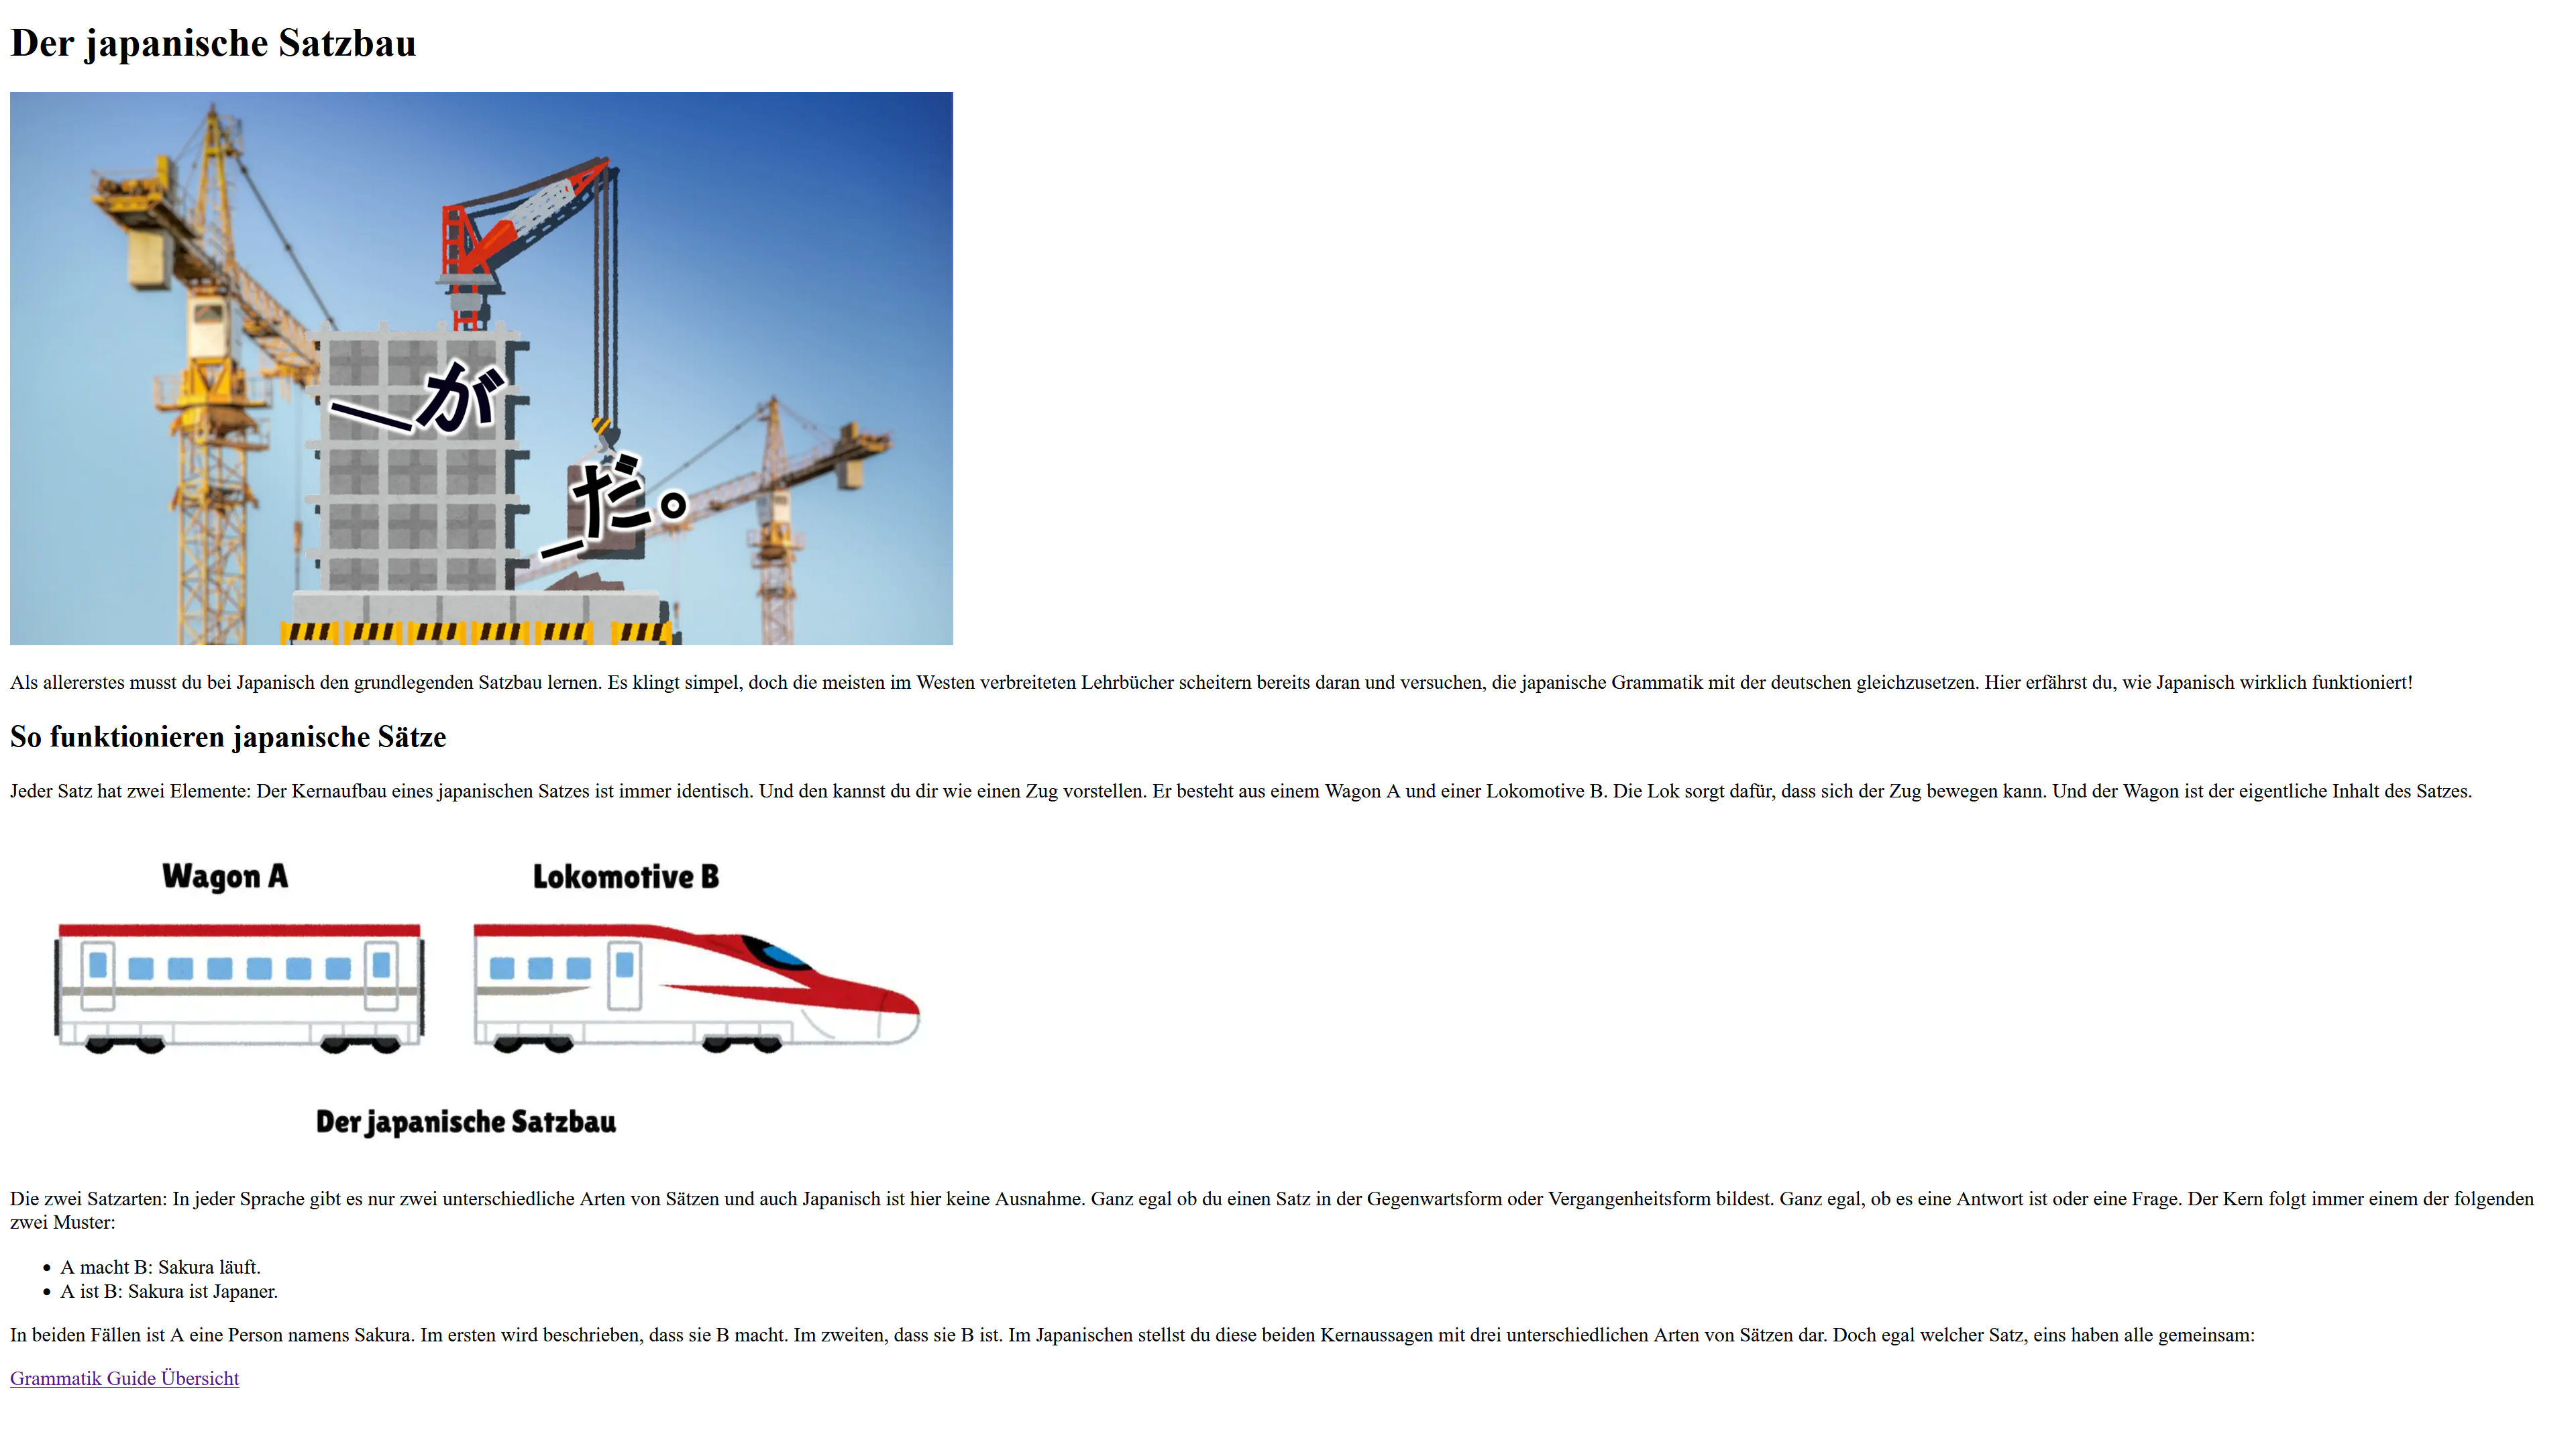 Der japanische Satzbau
＿が
＿だ。
Als allererstes musst du bei Japanisch den grundlegenden Satzbau lernen. Es klingt simpel, doch die meisten im Westen verbreiteten Lehrbücher scheitern bereits daran und versuchen, die japanische Grammatik mit der deutschen gleichzusetzen. Hier erfährst du, wie Japanisch wirklich funktioniert!
So funktionieren japanische Sätze
Jeder Satz hat zwei Elemente: Der Kernaufbau eines japanischen Satzes ist immer identisch. Und den kannst du dir wie einen Zug vorstellen. Er besteht aus einem Wagon A und einer Lokomotive B. Die Lok sorgt dafür, dass sich der Zug bewegen kann. Und der Wagon ist der eigentliche Inhalt des Satzes.
Wagon A Lokomotive B
Der japanische Satzbau
Die zwei Satzarten: In jeder Sprache gibt es nur zwei unterschiedliche Arten von Sätzen und auch Japanisch ist hier keine Ausnahme. Ganz egal ob du einen Satz in der Gegenwartsform oder Vergangenheitsform bildest. Ganz egal, ob es eine Antwort ist oder eine Frage. Der Kern folgt immer einem der folgenden
zwei Muster:
• A macht B: Sakura läuft.
• A ist B: Sakura ist Japaner.
In beiden Fällen ist A eine Person namens Sakura. Im ersten wird beschrieben, dass sie B macht. Im zweiten, dass sie B ist. Im Japanischen stellst du diese beiden Kernaussagen mit drei unterschiedlichen Arten von Sätzen dar. Doch egal welcher Satz, eins haben alle gemeinsam:
Grammatik Guide Übersicht